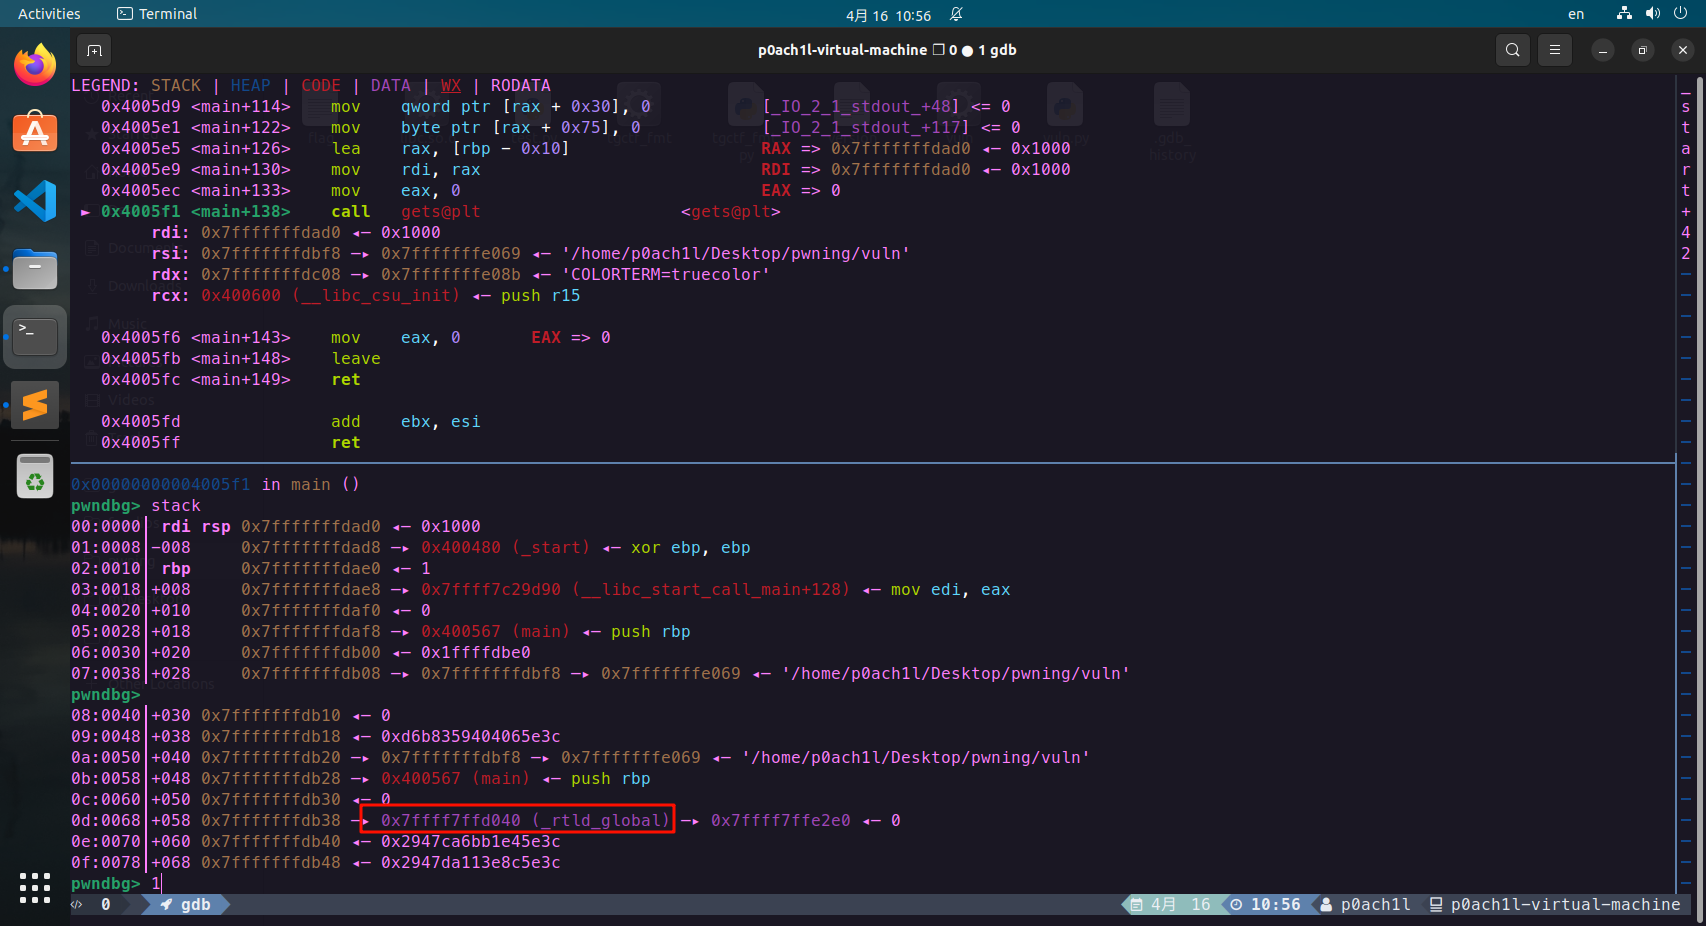 Activities Terminal 4月 16 10:56 en
p0ach1l-virtual-machine ❐ 0 ● 1 gdb
LEGEND: STACK | HEAP | CODE | DATA | WX | RODATA
0x4005d9 <main+114> mov qword ptr [rax + 0x30], 0 [_IO_2_1_stdout_+48] <= 0
0x4005e1 <main+122> mov byte ptr [rax + 0x75], 0 [_IO_2_1_stdout_+117] <= 0
0x4005e5 <main+126> lea rax, [rbp - 0x10] RAX => 0x7fffffffdad0 ◂— 0x1000
0x4005e9 <main+130> mov rdi, rax RDI => 0x7fffffffdad0 ◂— 0x1000
0x4005ec <main+133> mov eax, 0 EAX => 0
► 0x4005f1 <main+138> call gets@plt <gets@plt>
rdi: 0x7fffffffdad0 ◂— 0x1000
rsi: 0x7fffffffdbf8 —▸ 0x7fffffffe069 ◂— '/home/p0ach1l/Desktop/pwning/vuln'
rdx: 0x7fffffffdc08 —▸ 0x7fffffffe08b ◂— 'COLORTERM=truecolor'
rcx: 0x400600 (__libc_csu_init) ◂— push r15
0x4005f6 <main+143> mov eax, 0 EAX => 0
0x4005fb <main+148> leave
0x4005fc <main+149> ret
0x4005fd add ebx, esi
0x4005ff ret
_
s
t
a
r
t
+
4
2
0x00000000004005f1 in main ()
pwndbg> stack
00:0000│ rdi rsp 0x7fffffffdad0 ◂— 0x1000
01:0008│-008 0x7fffffffdad8 —▸ 0x400480 (_start) ◂— xor ebp, ebp
02:0010│ rbp 0x7fffffffdae0 ◂— 1
03:0018│+008 0x7fffffffdae8 —▸ 0x7ffff7c29d90 (__libc_start_call_main+128) ◂— mov edi, eax
04:0020│+010 0x7fffffffdaf0 ◂— 0
05:0028│+018 0x7fffffffdaf8 —▸ 0x400567 (main) ◂— push rbp
06:0030│+020 0x7fffffffdb00 ◂— 0x1ffffdbe0
07:0038│+028 0x7fffffffdb08 —▸ 0x7fffffffdbf8 —▸ 0x7fffffffe069 ◂— '/home/p0ach1l/Desktop/pwning/vuln'
pwndbg>
08:0040│+030 0x7fffffffdb10 ◂— 0
09:0048│+038 0x7fffffffdb18 ◂— 0xd6b8359404065e3c
0a:0050│+040 0x7fffffffdb20 —▸ 0x7fffffffdbf8 —▸ 0x7fffffffe069 ◂— '/home/p0ach1l/Desktop/pwning/vuln'
0b:0058│+048 0x7fffffffdb28 —▸ 0x400567 (main) ◂— push rbp
0c:0060│+050 0x7fffffffdb30 ◂— 0
0d:0068│+058 0x7fffffffdb38 —▸ 0x7ffff7ffd040 (_rtld_global) —▸ 0x7ffff7ffe2e0 ◂— 0
0e:0070│+060 0x7fffffffdb40 ◂— 0x2947ca6bb1e45e3c
0f:0078│+068 0x7fffffffdb48 ◂— 0x2947da113e8c5e3c
pwndbg> 1
</> 0 gdb 4月 16 10:56 p0ach1l p0ach1l-virtual-machine